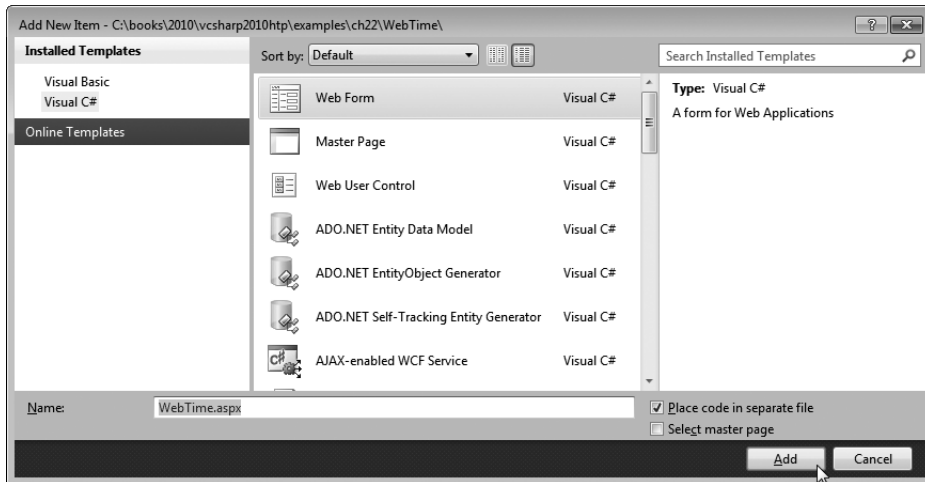 Add New Item - C:\books\2010\vcsharp2010htp\examples\ch22\WebTime\
Installed Templates
Visual Basic
Visual C#
Online Templates
Sort by: Default
Search Installed Templates
Web Form Visual C#
Master Page Visual C#
Web User Control Visual C#
ADO.NET Entity Data Model Visual C#
ADO.NET EntityObject Generator Visual C#
ADO.NET Self-Tracking Entity Generator Visual C#
AJAX-enabled WCF Service Visual C#
Type: Visual C#
A form for Web Applications
Name: WebTime.aspx
Place code in separate file
Select master page
Add Cancel